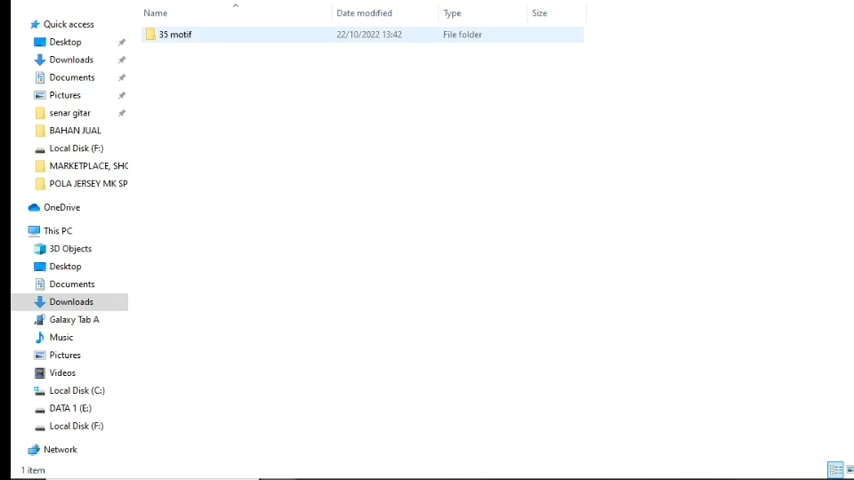 Name Date modified Type Size
35 motif 22/10/2022 13:42 File folder
Quick access
Desktop
Downloads
Documents
Pictures
senar gitar
BAHAN JUAL
Local Disk (F:)
MARKETPLACE, SHO
POLA JERSEY MK SP
OneDrive
This PC
3D Objects
Desktop
Documents
Downloads
Galaxy Tab A
Music
Pictures
Videos
Local Disk (C:)
DATA 1 (E:)
Local Disk (F:)
Network
1 item